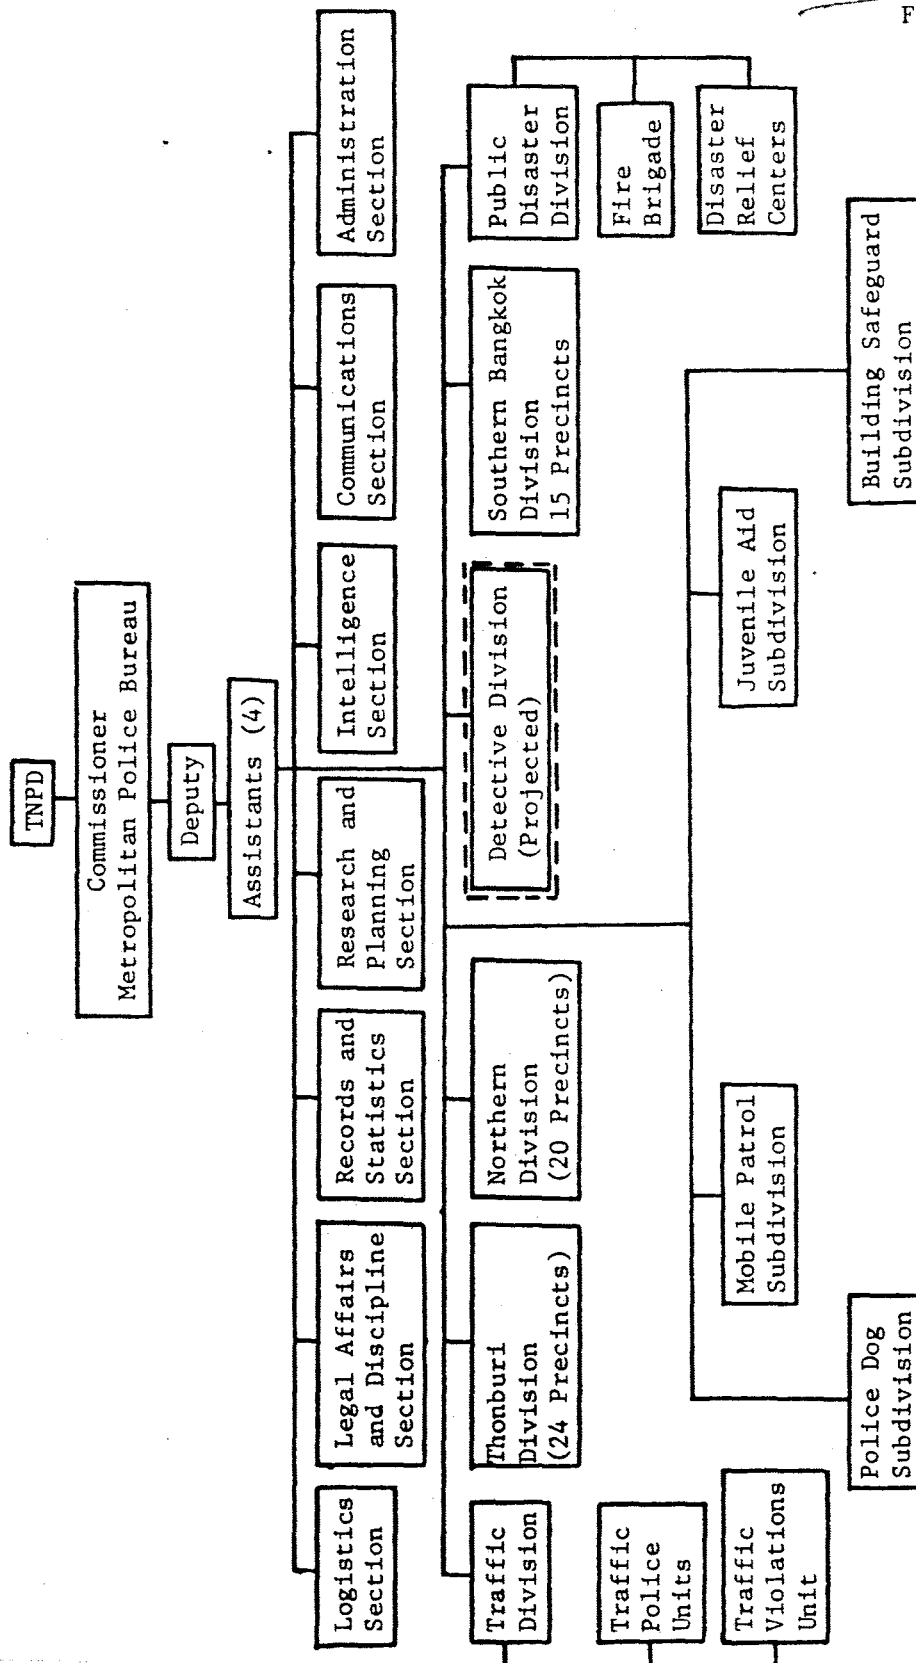 TNPD
Commissioner
Metropolitan Police Bureau
Deputy
Assistants (4)
Logistics
Section
Legal Affairs
and Discipline
Section
Records and
Statistics
Section
Research and
Planning
Section
Intelligence
Section
Communications
Section
Administration
Section
Traffic
Division
Thonburi
Division
(24 Precincts)
Northern
Division
(20 Precincts)
Detective Division
(Projected)
Southern Bangkok
Division
15 Precincts
Public
Disaster
Division
Traffic
Police
Units
Fire
Brigade
Traffic
Violations
Unit
Mobile Patrol
Subdivision
Juvenile Aid
Subdivision
Disaster
Relief
Centers
Police Dog
Subdivision
Building Safeguard
Subdivision
F